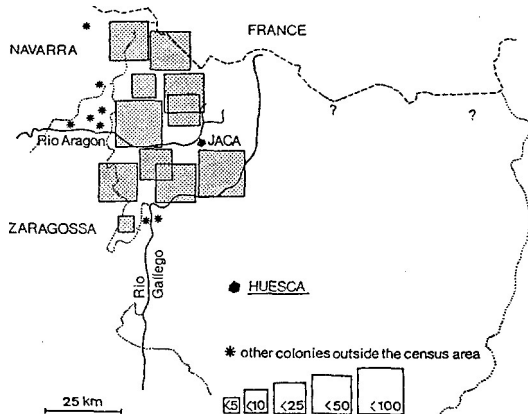 FRANCE
NAVARRA
?
?
Rio Aragon
JACA
ZARAGOSSA
Rio
Gallego
HUESCA
* other colonies outside the census area
25 km
<5 <10 <25 <50 <100